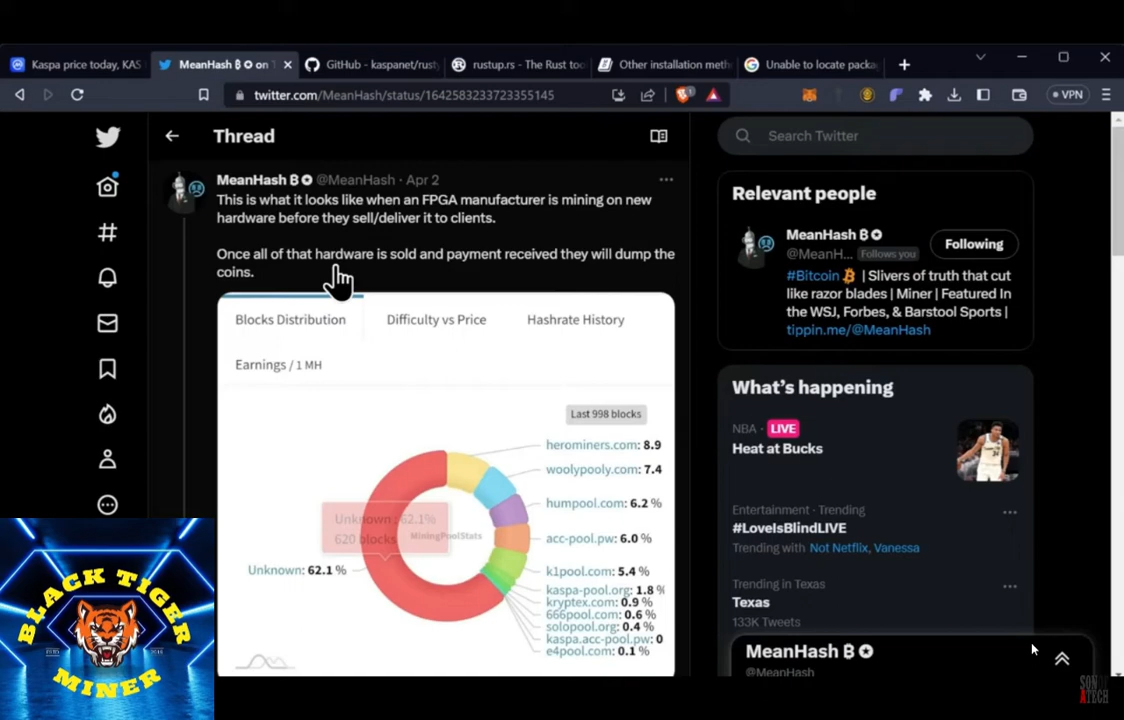 Kaspa price today, KAS
MeanHash ₿ ✪ on T
GitHub - kaspanet/rusty
rustup.rs - The Rust tool
Other installation meth
Unable to locate packa
twitter.com/MeanHash/status/1642583233723355145
VPN
Thread
Search Twitter
MeanHash ₿ ✪ @MeanHash · Apr 2
This is what it looks like when an FPGA manufacturer is mining on new
hardware before they sell/deliver it to clients.
Once all of that hardware is sold and payment received they will dump the
coins.
Blocks Distribution
Difficulty vs Price
Hashrate History
Earnings / 1 MH
Last 998 blocks
herominers.com: 8.9
woolypooly.com: 7.4
humpool.com: 6.2 %
acc-pool.pw: 6.0 %
k1pool.com: 5.4 %
kaspa-pool.org: 1.8 %
kryptex.com: 0.9 %
666pool.com: 0.6 %
solopool.org: 0.4 %
kaspa.acc-pool.pw: 0
e4pool.com: 0.1 %
Unknown: 62.1%
620 blocks
MiningPoolStats
Unknown: 62.1 %
Relevant people
MeanHash ₿ ✪
@MeanH... Follows you
Following
#Bitcoin | Slivers of truth that cut
like razor blades | Miner | Featured In
the WSJ, Forbes, & Barstool Sports |
tippin.me/@MeanHash
What's happening
NBA · LIVE
Heat at Bucks
Entertainment · Trending
#LoveIsBlindLIVE
Trending with Not Netflix, Vanessa
Trending in Texas
Texas
133K Tweets
MeanHash ₿ ✪
@MeanHash
BLACK TIGER
MINER